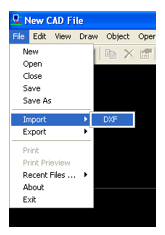 New CAD File
File Edit View Draw Object Oper
New
Open
Close
Save
Save As
Import DXF
Export
Print
Print Preview
Recent Files ...
About
Exit